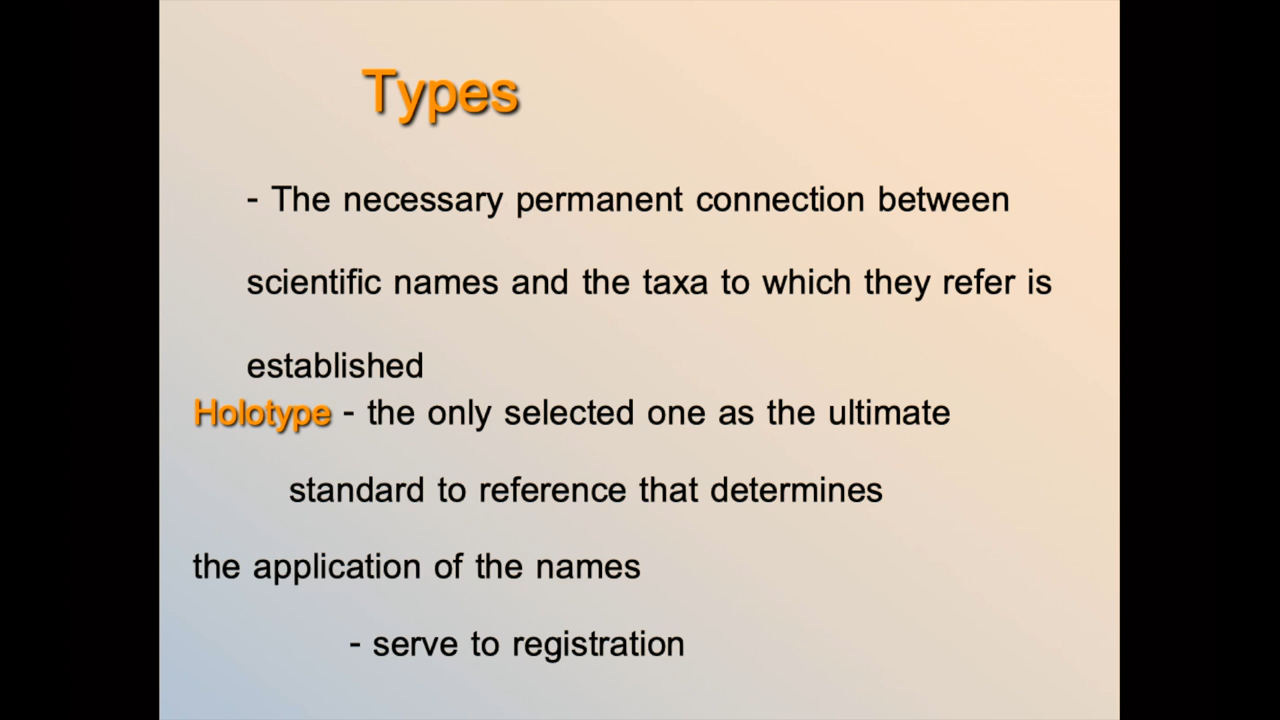 Types
- The necessary permanent connection between
scientific names and the taxa to which they refer is
established
Holotype - the only selected one as the ultimate
standard to reference that determines
the application of the names
- serve to registration